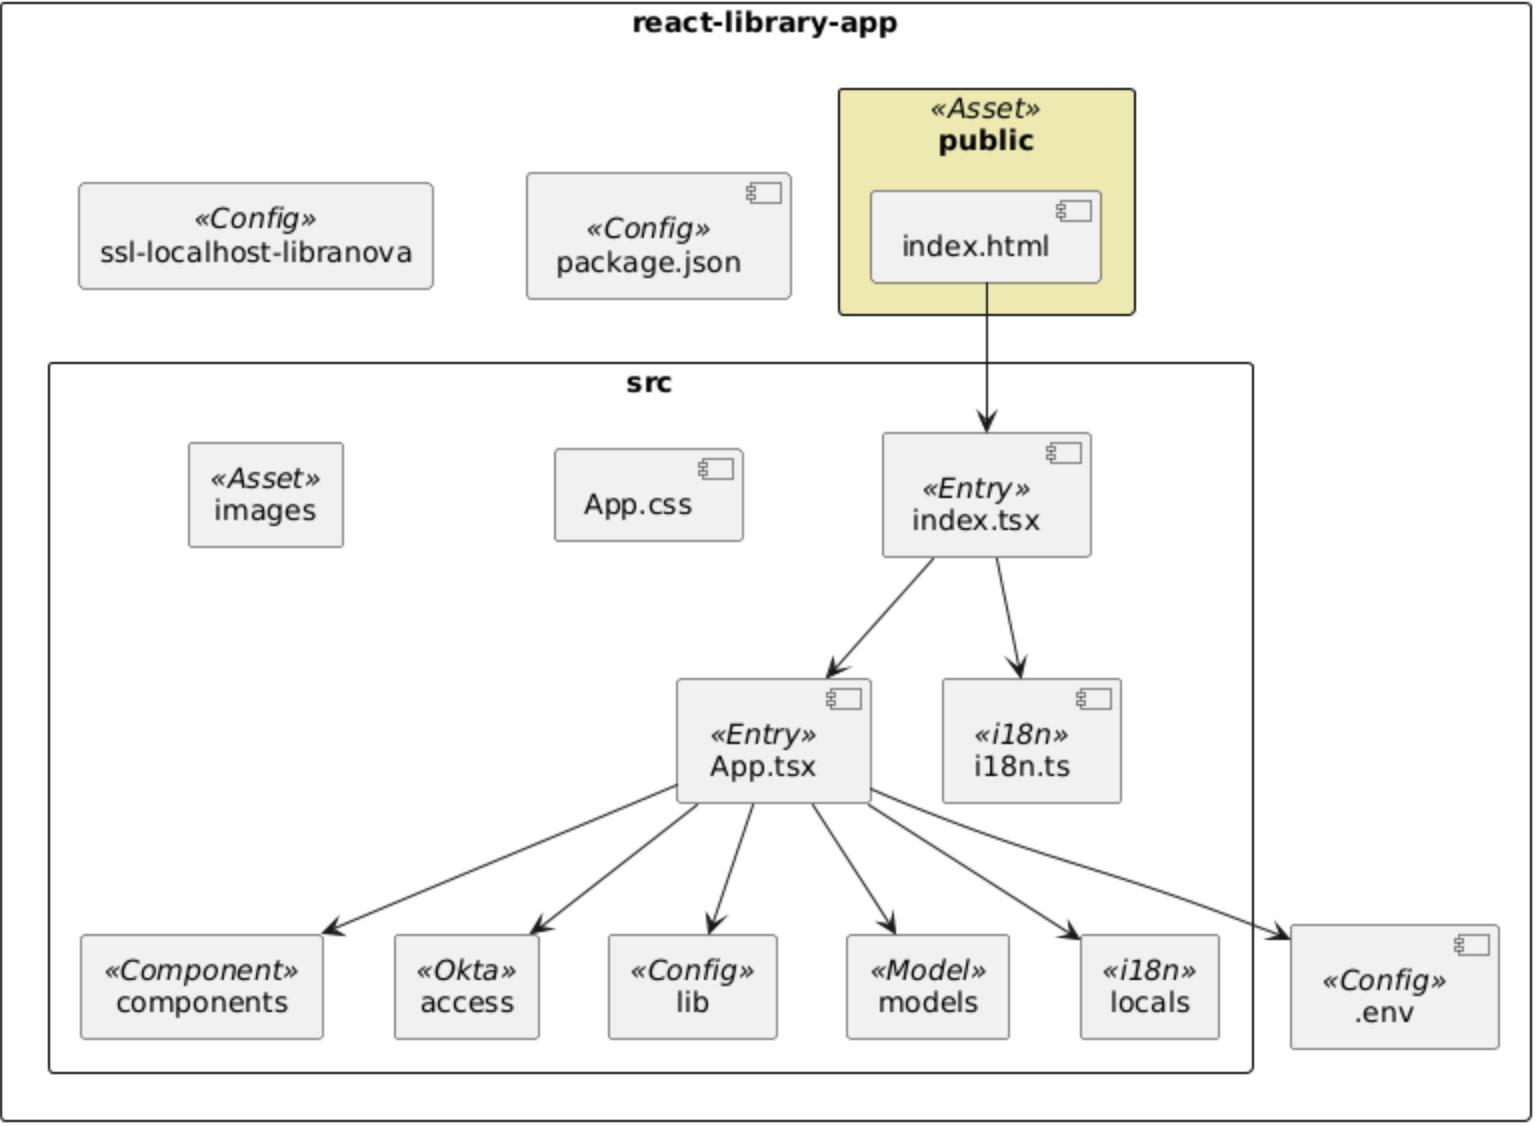 react-library-app
«Asset»
public
«Config»
ssl-localhost-libranova
«Config»
package.json
index.html
src
«Asset»
images
App.css
«Entry»
index.tsx
«Entry»
App.tsx
«i18n»
i18n.ts
«Component»
components
«Okta»
access
«Config»
lib
«Model»
models
«i18n»
locals
«Config»
.env